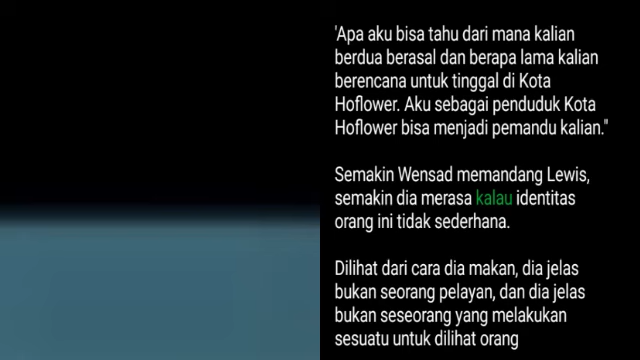 'Apa aku bisa tahu dari mana kalian
berdua berasal dan berapa lama kalian
berencana untuk tinggal di Kota
Hoflower. Aku sebagai penduduk Kota
Hoflower bisa menjadi pemandu kalian."
Semakin Wensad memandang Lewis,
semakin dia merasa kalau identitas
orang ini tidak sederhana.
Dilihat dari cara dia makan, dia jelas
bukan seorang pelayan, dan dia jelas
bukan seseorang yang melakukan
sesuatu untuk dilihat orang